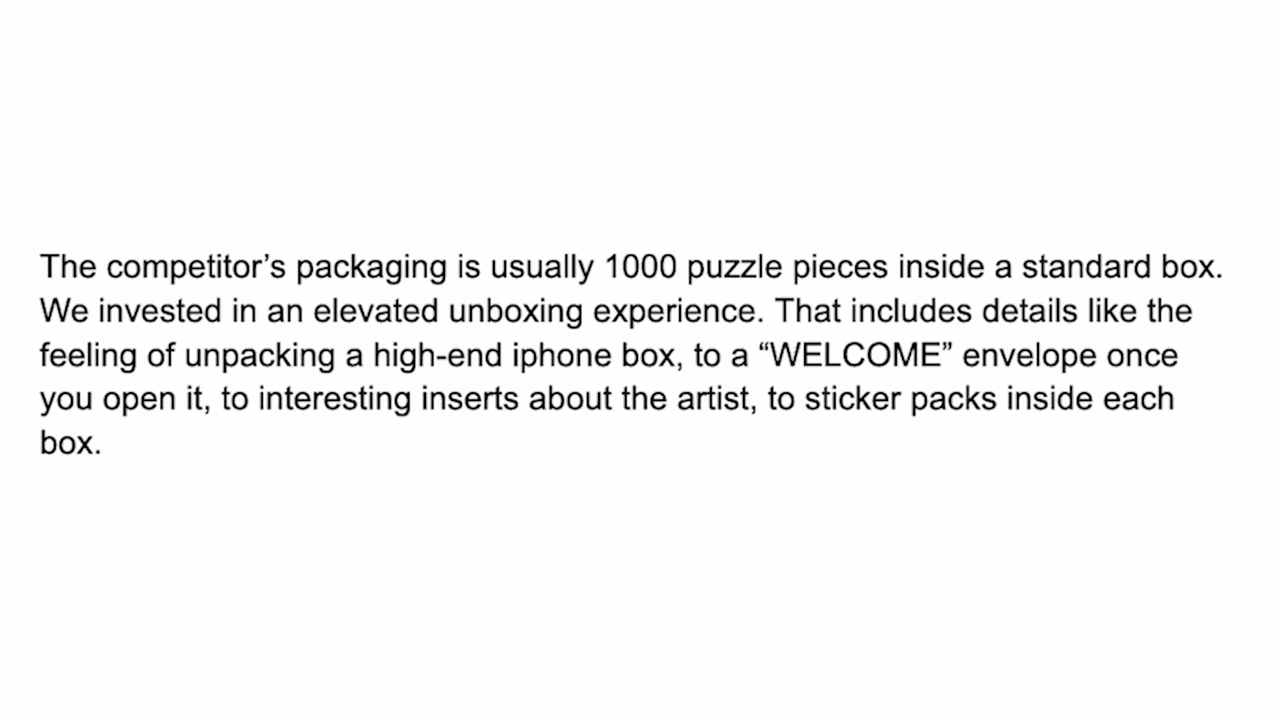 The competitor’s packaging is usually 1000 puzzle pieces inside a standard box.
We invested in an elevated unboxing experience. That includes details like the
feeling of unpacking a high-end iphone box, to a “WELCOME” envelope once
you open it, to interesting inserts about the artist, to sticker packs inside each
box.